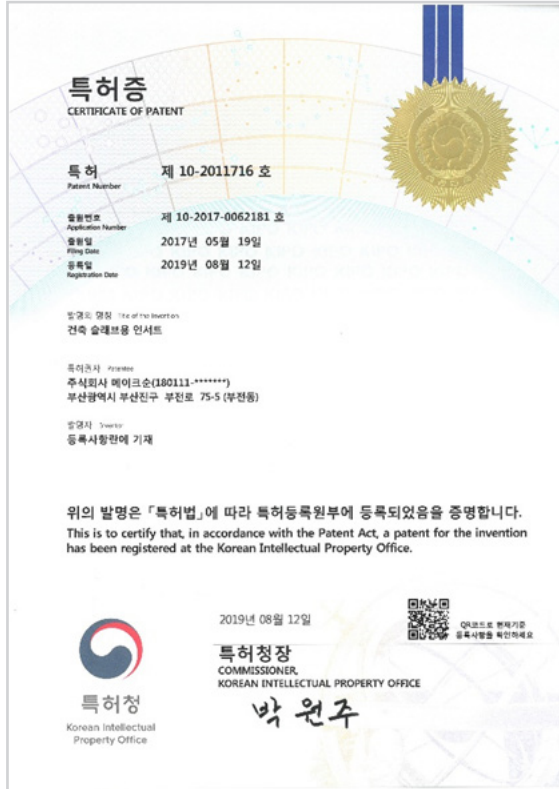 특허증
CERTIFICATE OF PATENT
특허 제 10-2011716 호
Patent Number
출원번호 제 10-2017-0062181 호
Application Number
출원일 2017년 05월 19일
Filing Date
등록일 2019년 08월 12일
Registration Date
발명의 명칭 Title of the Invention
건축 슬래브용 인서트
특허권자 Patentee
주식회사 메이크순(180111-*******)
부산광역시 부산진구 부전로 75-5 (부전동)
발명자 Inventor
등록사항란에 기재
위의 발명은 「특허법」에 따라 특허등록원부에 등록되었음을 증명합니다.
This is to certify that, in accordance with the Patent Act, a patent for the invention
has been registered at the Korean Intellectual Property Office.
2019년 08월 12일
QR코드로 현재기준
등록사항을 확인하세요
특허청장
COMMISSIONER,
KOREAN INTELLECTUAL PROPERTY OFFICE
박원주
특허청
Korean Intellectual
Property Office